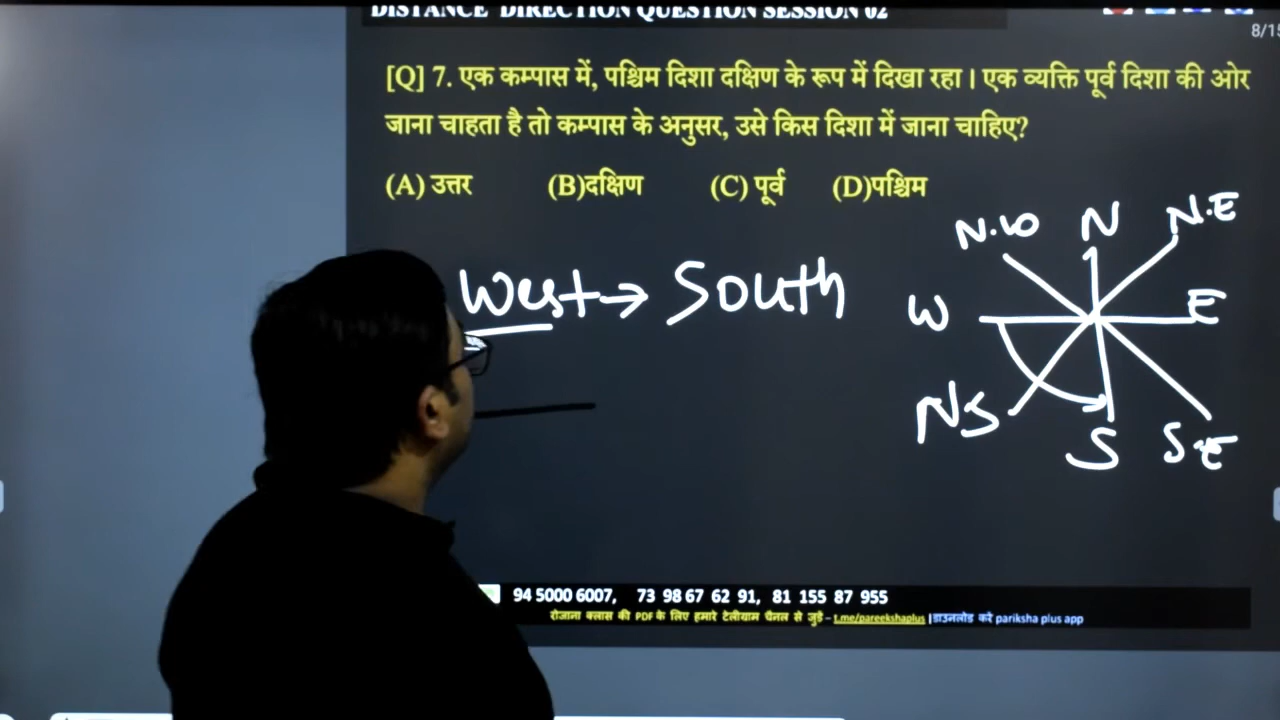 DISTANCE DIRECTION QUESTION SESSION 02
8/15
[Q] 7. एक कम्पास में, पश्चिम दिशा दक्षिण के रूप में दिखा रहा । एक व्यक्ति पूर्व दिशा की ओर
जाना चाहता है तो कम्पास के अनुसर, उसे किस दिशा में जाना चाहिए?
(A) उत्तर (B)दक्षिण (C) पूर्व (D)पश्चिम
N.W N N.E
West → South
W E
NS S S.E
94 5000 6007, 73 98 67 62 91, 81 155 87 955
रोजाना क्लास की PDF के लिए हमारे टेलीग्राम चैनल से जुड़े – t.me/pareekshaplus |डाउनलोड करे pariksha plus app